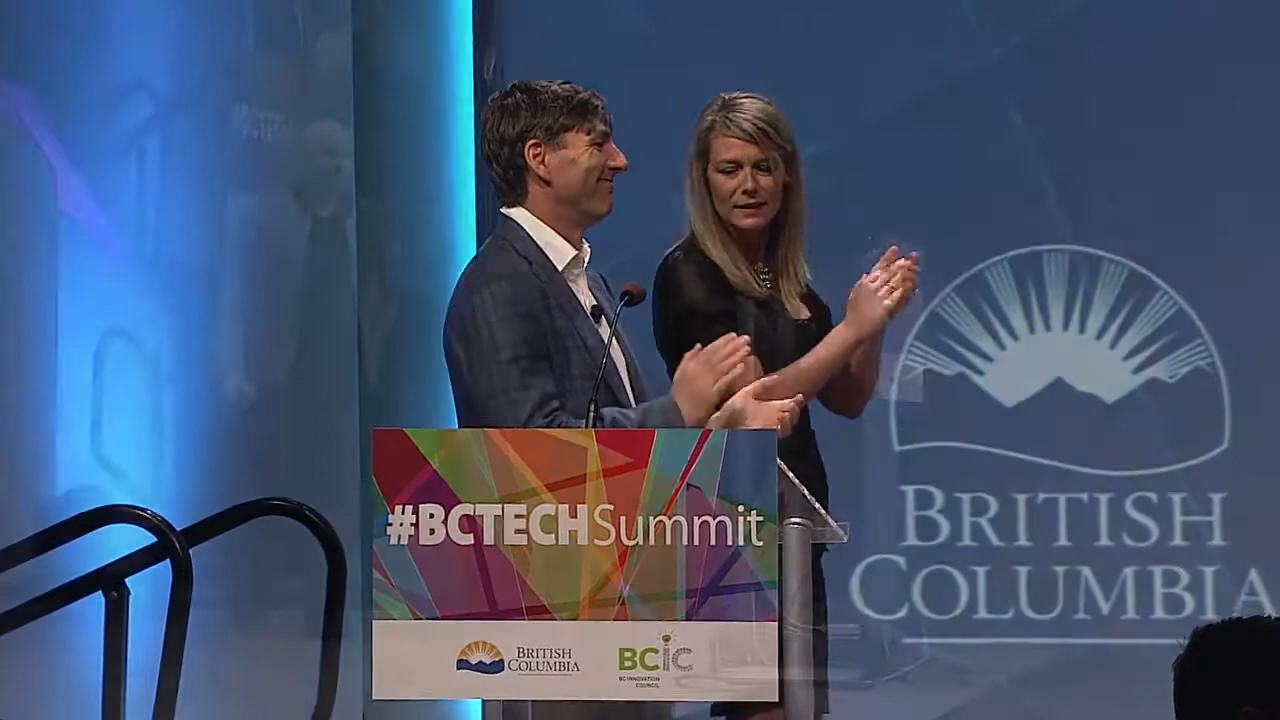 #BCTECHSummit
BRITISH
COLUMBIA
BCIC
BC INNOVATION
COUNCIL
BRITISH
COLUMBIA